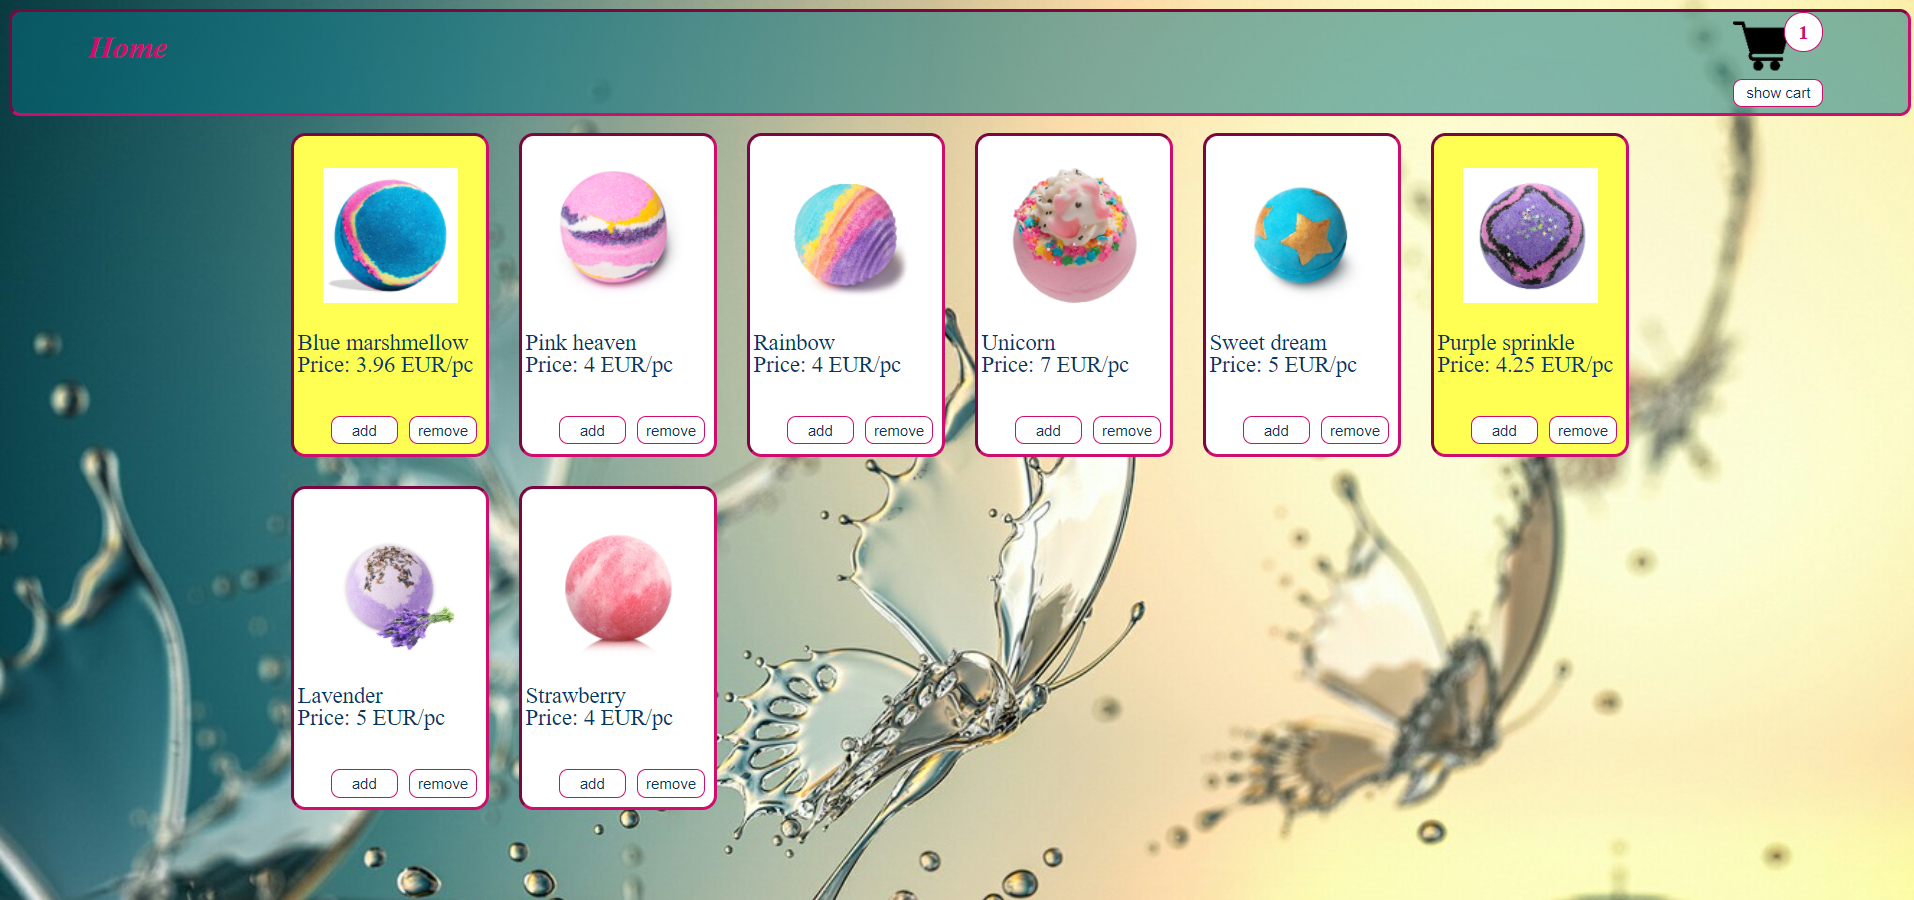 Home
1
show cart
Blue marshmellow
Price: 3.96 EUR/pc
add remove
Pink heaven
Price: 4 EUR/pc
add remove
Rainbow
Price: 4 EUR/pc
add remove
Unicorn
Price: 7 EUR/pc
add remove
Sweet dream
Price: 5 EUR/pc
add remove
Purple sprinkle
Price: 4.25 EUR/pc
add remove
Lavender
Price: 5 EUR/pc
add remove
Strawberry
Price: 4 EUR/pc
add remove